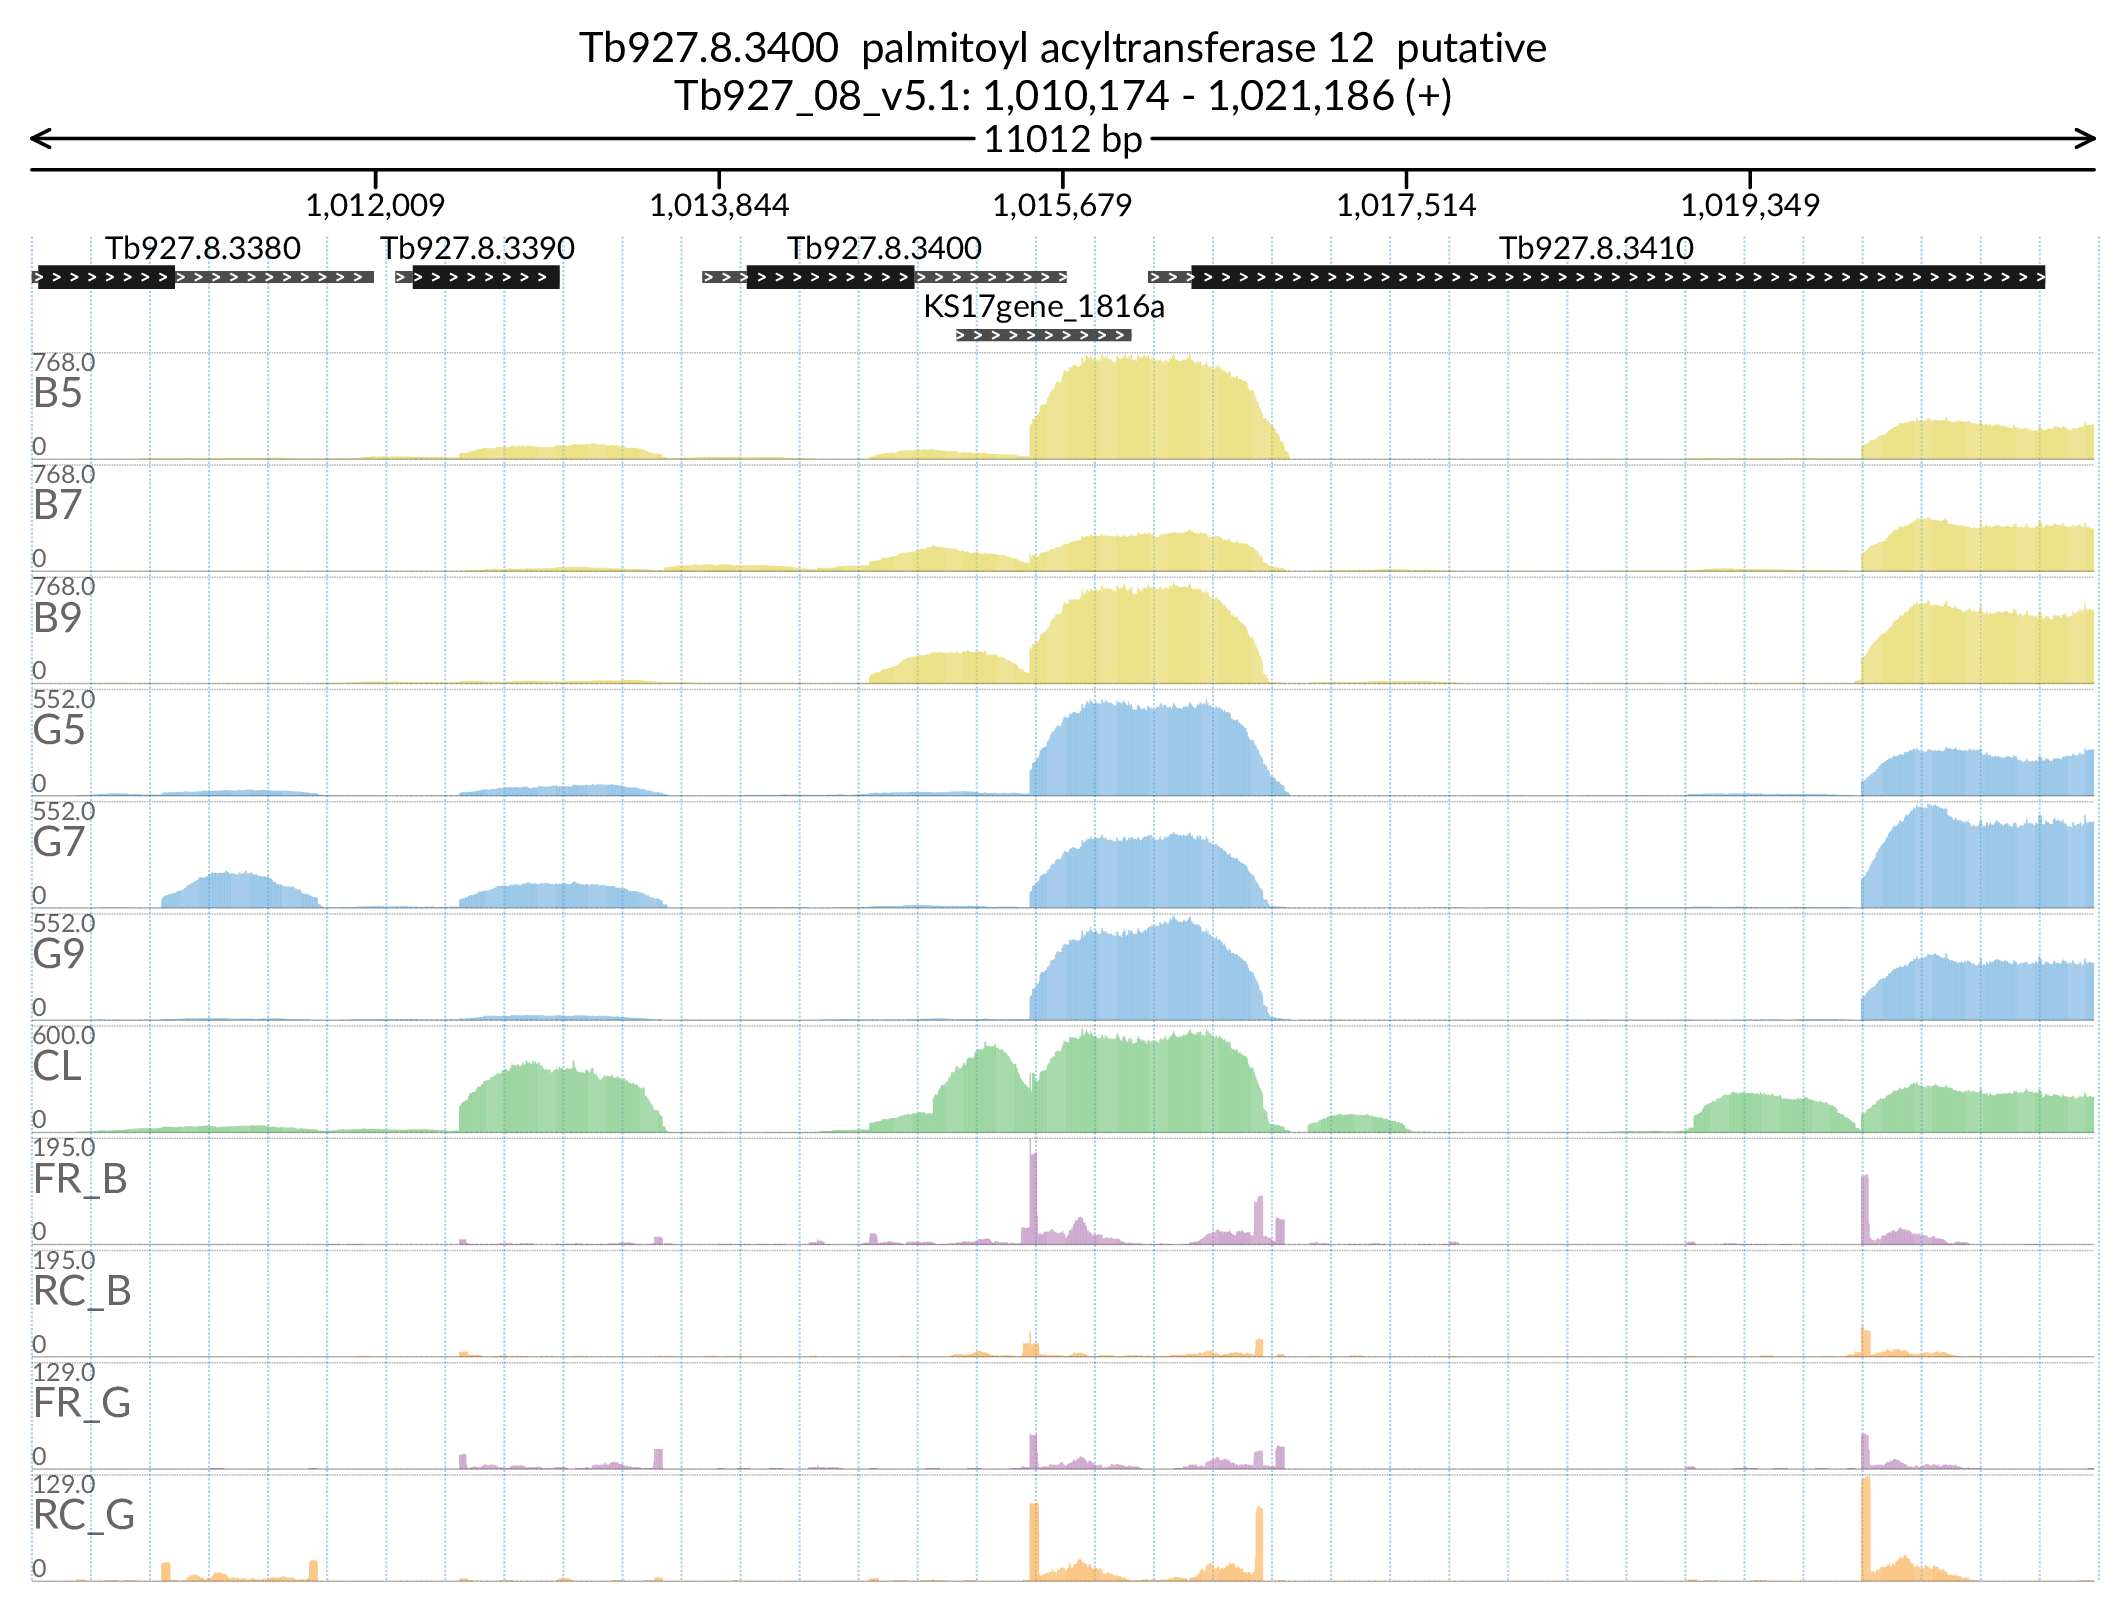 Tb927.8.3400  palmitoyl acyltransferase 12  putative
Tb927_08_v5.1: 1,010,174 - 1,021,186 (+)
11012 bp
1,012,009 1,013,844 1,015,679 1,017,514 1,019,349
Tb927.8.3380 Tb927.8.3390 Tb927.8.3400 Tb927.8.3410
KS17gene_1816a
768.0
B5
0
768.0
B7
0
768.0
B9
0
552.0
G5
0
552.0
G7
0
552.0
G9
0
600.0
CL
0
195.0
FR_B
0
195.0
RC_B
0
129.0
FR_G
0
129.0
RC_G
0